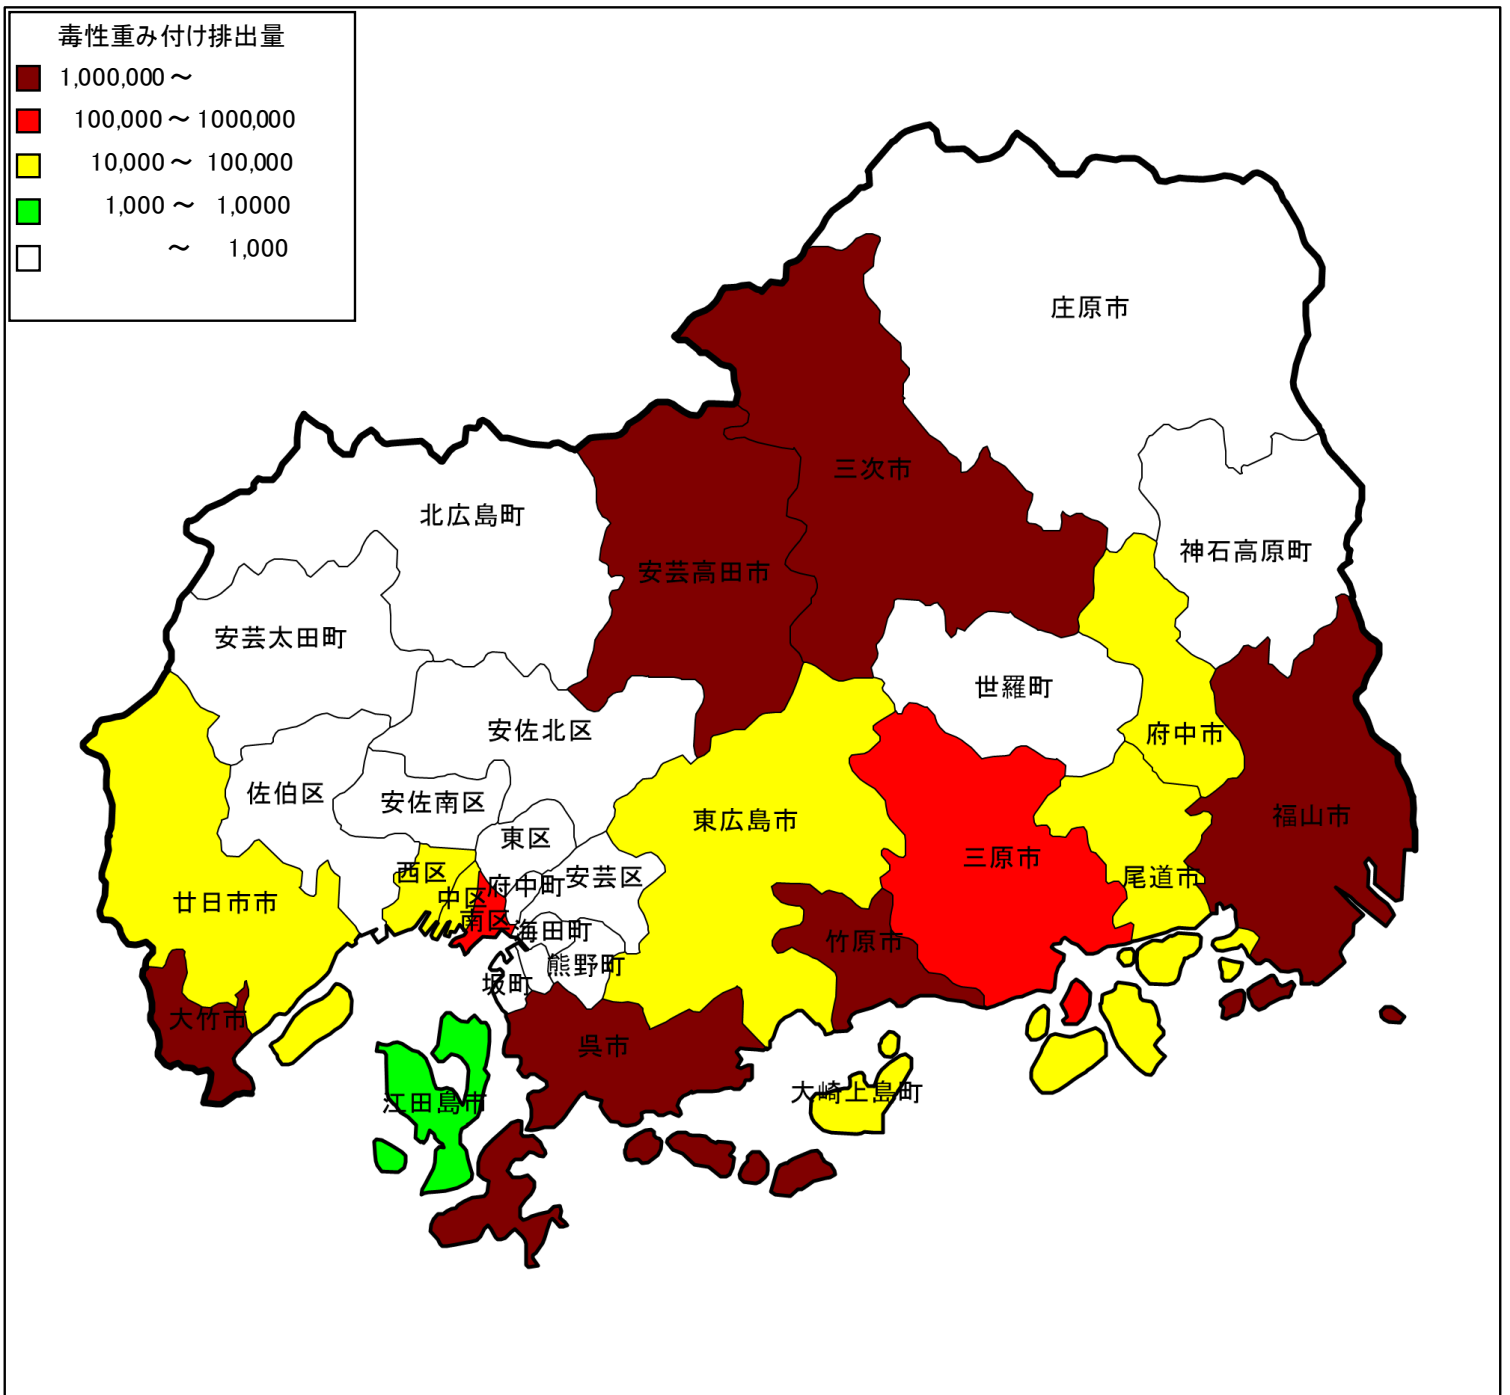 毒性重み付け排出量
1,000,000～
100,000～1000,000
10,000～ 100,000
1,000～ 1,0000
～ 1,000
庄原市
三次市
北広島町
神石高原町
安芸高田市
安芸太田町
世羅町
安佐北区
府中市
佐伯区
安佐南区
福山市
東広島市
東区
三原市
西区
安芸区
尾道市
府中町
中区
廿日市市
南区
海田町
竹原市
熊野町
坂町
大竹市
呉市
大崎上島町
江田島市